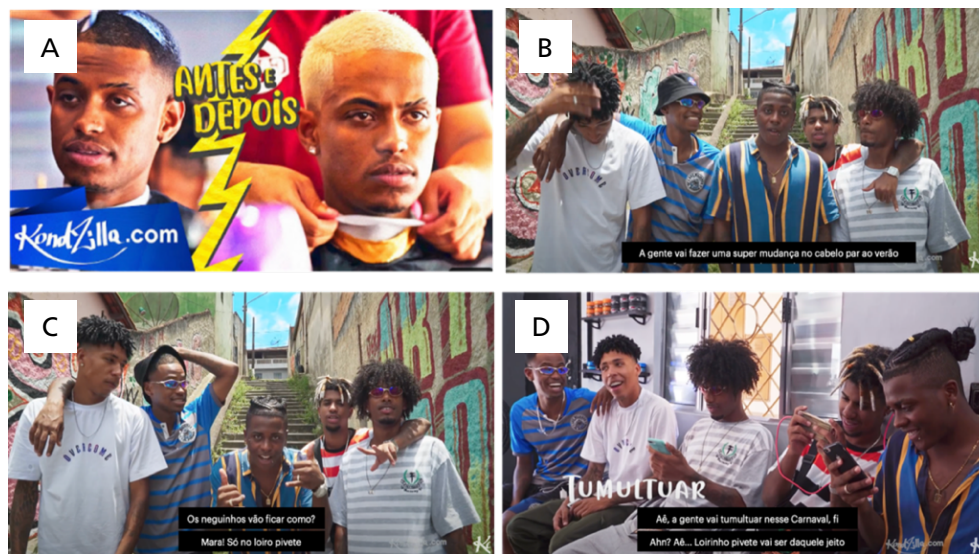 A
ANTES E
DEPOIS
KondZilla.com
B
OVERCOME
A gente vai fazer uma super mudança no cabelo par ao verão
C
OVERCOME
Os neguinhos vão ficar como?
Mara! Só no loiro pivete
D
TUMULTUAR
Aê, a gente vai tumultuar nesse Carnaval, fi
Ahn? Aê... Loirinho pivete vai ser daquele jeito